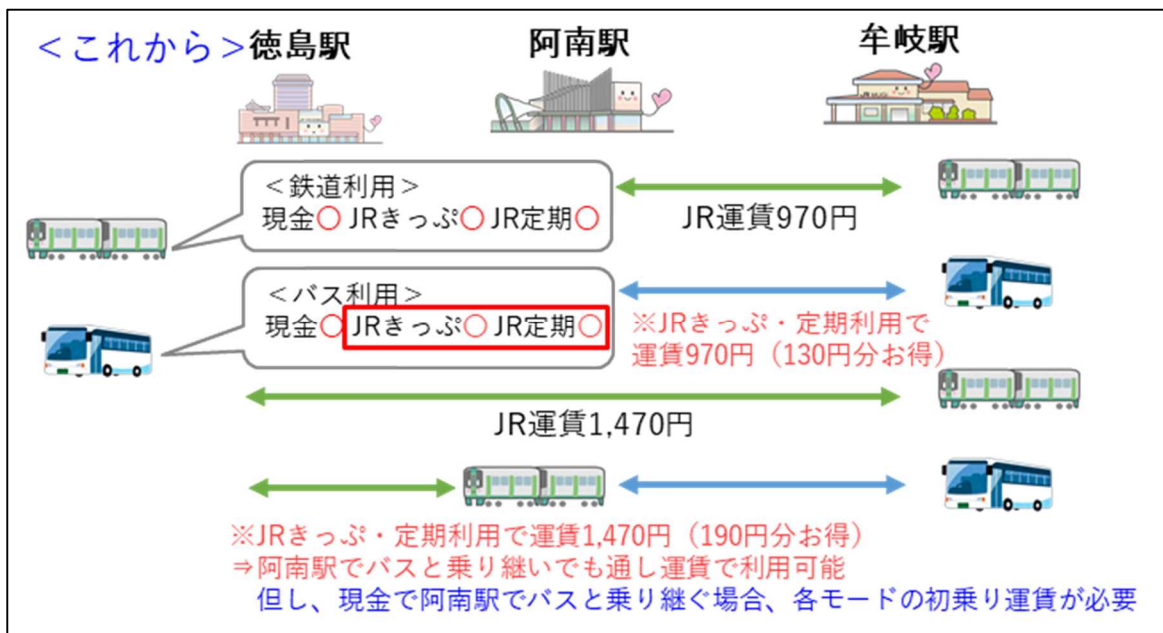 ＜これから＞徳島駅 阿南駅 牟岐駅
＜鉄道利用＞
現金○ JRきっぷ○ JR定期○
JR運賃970円
＜バス利用＞
現金○ JRきっぷ○ JR定期○
※JRきっぷ・定期利用で
運賃970円（130円分お得）
JR運賃1,470円
※JRきっぷ・定期利用で運賃1,470円（190円分お得）
⇒阿南駅でバスと乗り継いでも通し運賃で利用可能
但し、現金で阿南駅でバスと乗り継ぐ場合、各モードの初乗り運賃が必要